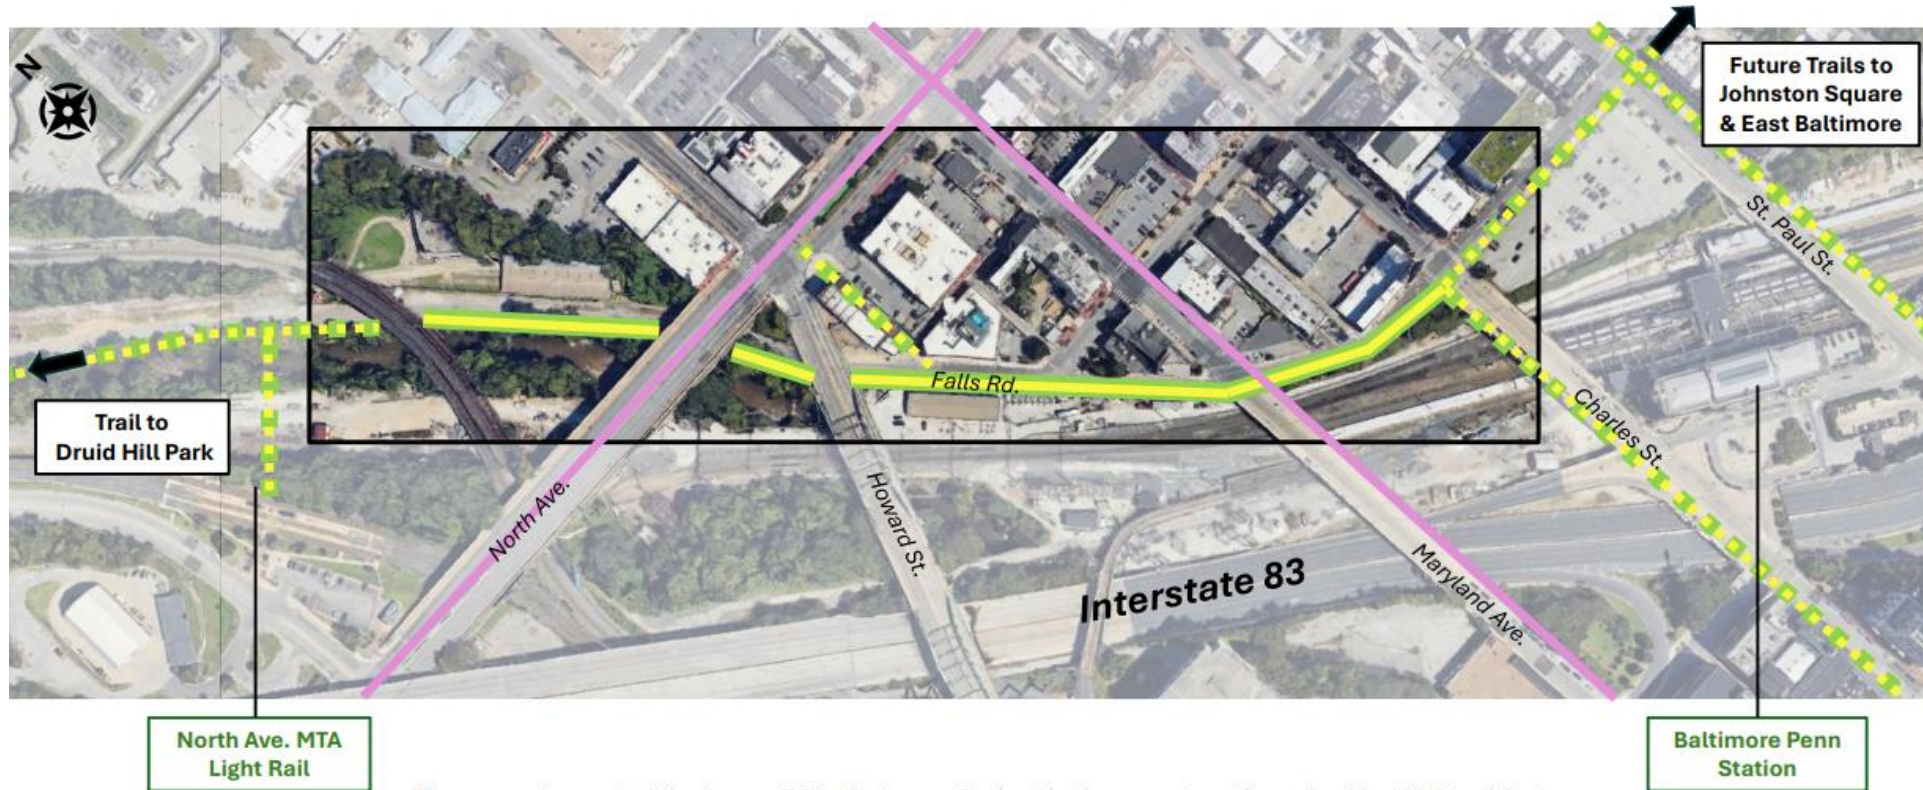 N
Future Trails to
Johnston Square
& East Baltimore
St. Paul St.
Falls Rd.
Trail to
Druid Hill Park
Charles St.
North Ave.
Howard St.
Interstate 83
Maryland Ave.
North Ave. MTA
Light Rail
Baltimore Penn
Station